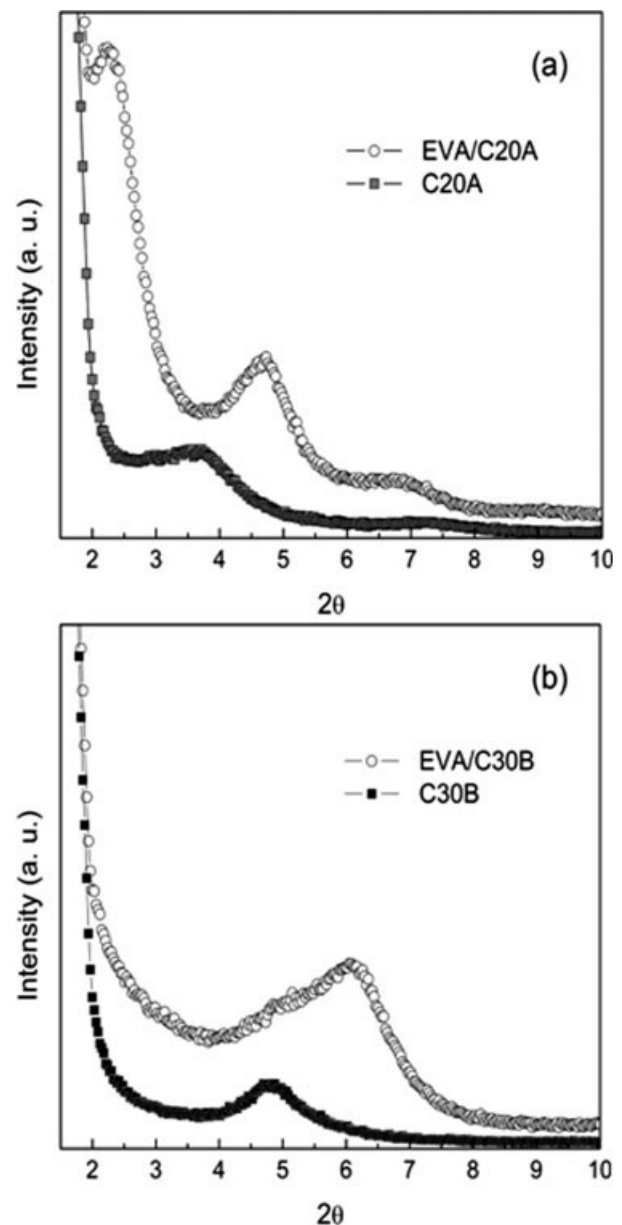 (a)
EVA/C20A
C20A
Intensity (a. u.)
2 3 4 5 6 7 8 9 10
2θ
(b)
EVA/C30B
C30B
Intensity (a. u.)
2 3 4 5 6 7 8 9 10
2θ